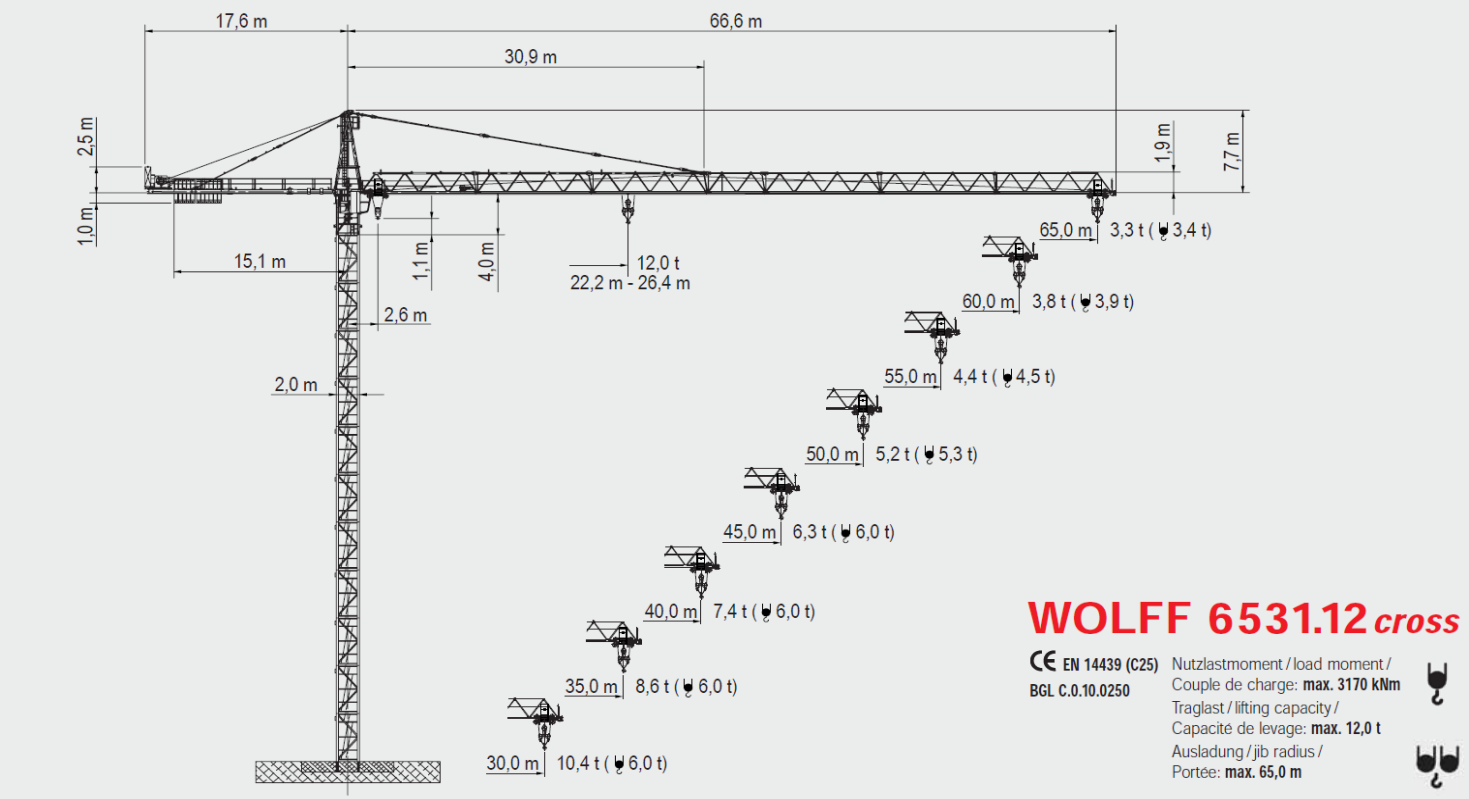 17,6 m
66,6 m
30,9 m
2,5 m
1,9 m
7,7 m
1,0 m
65,0 m 3,3 t ( 3,4 t)
15,1 m
1,1 m
4,0 m
12,0 t
22,2 m - 26,4 m
60,0 m 3,8 t ( 3,9 t)
2,6 m
55,0 m 4,4 t ( 4,5 t)
2,0 m
50,0 m 5,2 t ( 5,3 t)
45,0 m 6,3 t ( 6,0 t)
40,0 m 7,4 t ( 6,0 t)
35,0 m 8,6 t ( 6,0 t)
30,0 m 10,4 t ( 6,0 t)
WOLFF 6531.12 cross
CE EN 14439 (C25)
BGL C.0.10.0250
Nutzlastmoment / load moment /
Couple de charge: max. 3170 kNm
Traglast / lifting capacity /
Capacité de levage: max. 12,0 t
Ausladung / jib radius /
Portée: max. 65,0 m